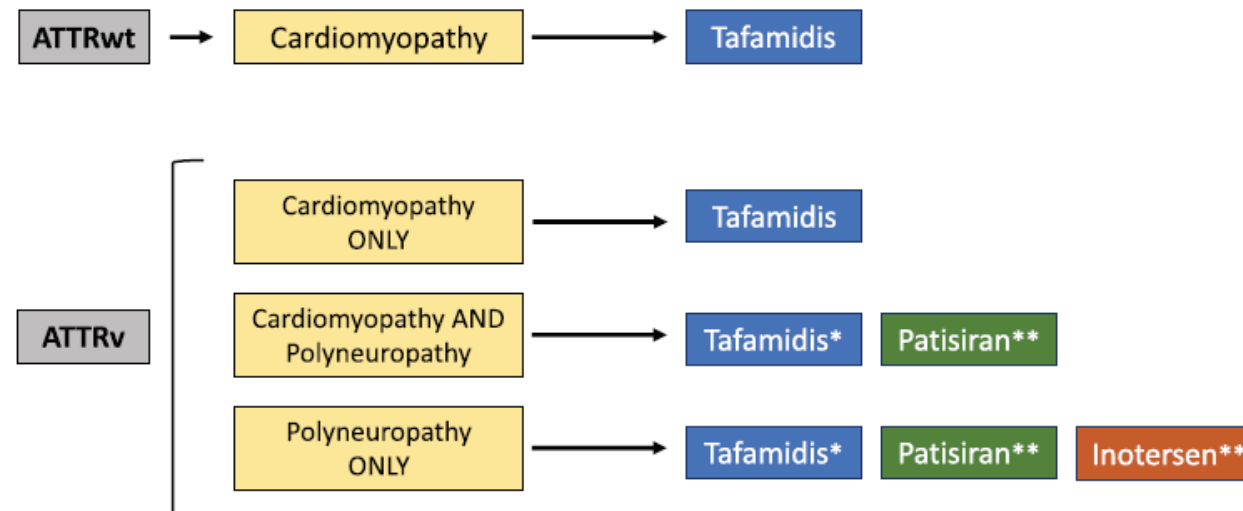 ATTRwt Cardiomyopathy Tafamidis
Cardiomyopathy
ONLY
Tafamidis
ATTRv
Cardiomyopathy AND
Polyneuropathy
Tafamidis* Patisiran**
Polyneuropathy
ONLY
Tafamidis* Patisiran** Inotersen**